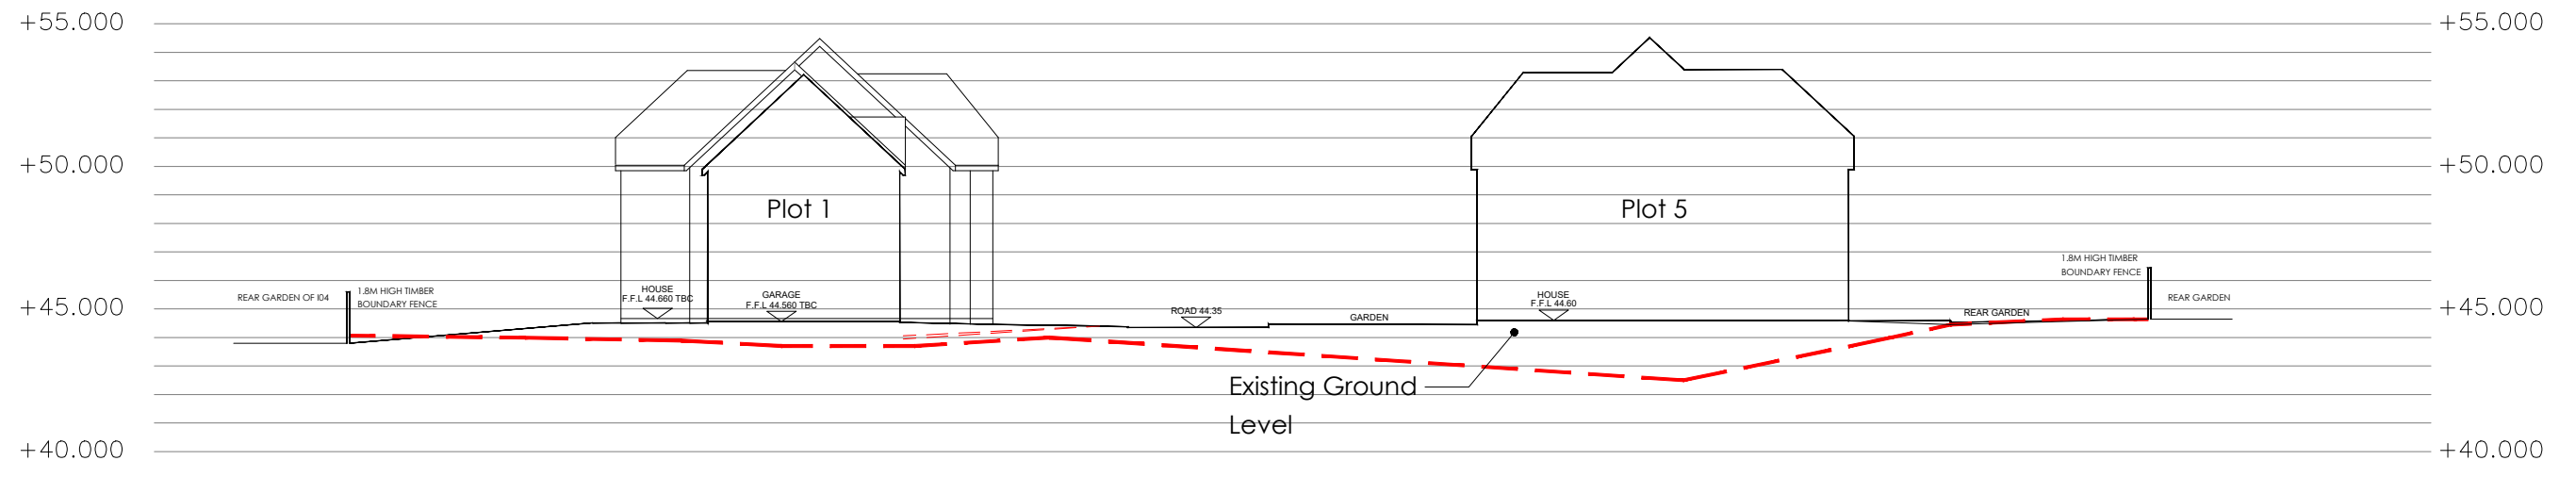 +55.000
+55.000
+50.000
+50.000
Plot 1
Plot 5
1.8M HIGH TIMBER
BOUNDARY FENCE
REAR GARDEN OF I04
1.8M HIGH TIMBER
BOUNDARY FENCE
HOUSE
F.F.L 44.660 TBC
GARAGE
F.F.L 44.560 TBC
HOUSE
F.F.L 44.60
REAR GARDEN
+45.000
ROAD 44.35
GARDEN
REAR GARDEN
+45.000
Existing Ground
Level
+40.000
+40.000